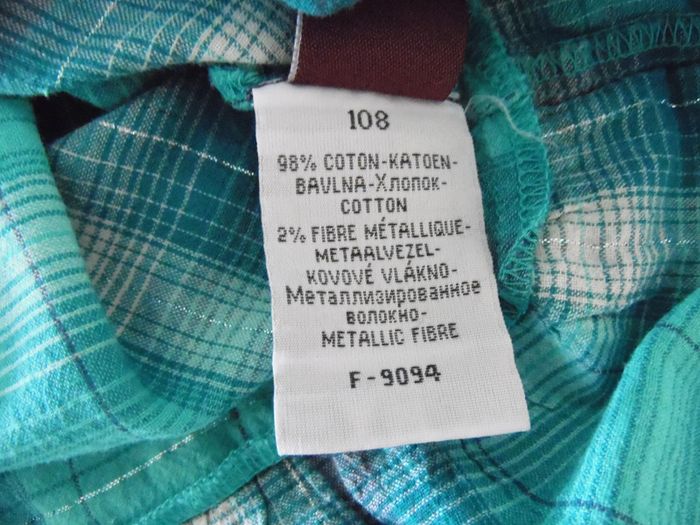 108
98% COTON-KATOEN-
BAVLNA-Хлопок-
COTTON
2% FIBRE MÉTALLIQUE-
METAALVEZEL-
KOVOVÉ VLÁKNO-
Металлизированное
волокно-
METALLIC FIBRE
F-9094